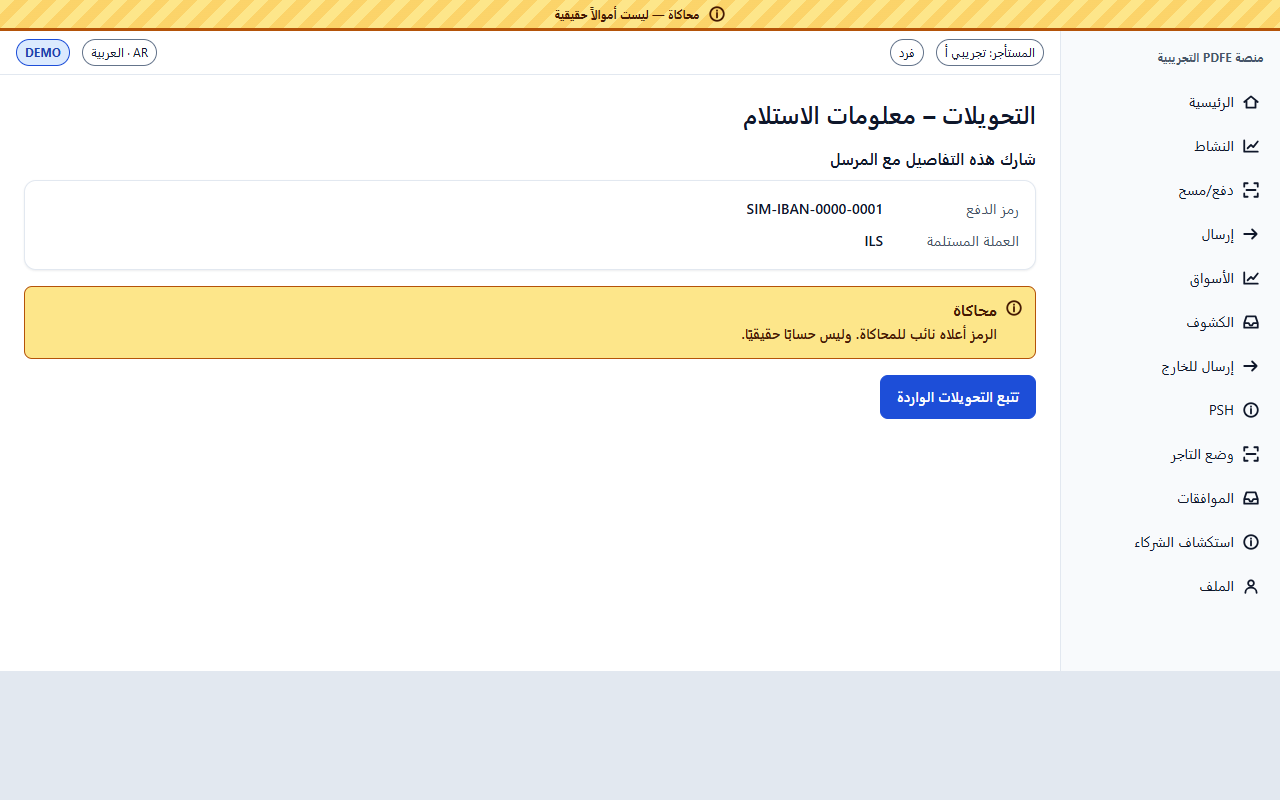 محاكاة — ليست أموالاً حقيقية
منصة PDFE التجريبية
الرئيسية
النشاط
دفع/مسح
إرسال
الأسواق
الكشوف
إرسال للخارج
PSH
وضع التاجر
الموافقات
استكشاف الشركاء
الملف
المستأجر: تجريبي أ
فرد
AR · العربية
DEMO
التحويلات – معلومات الاستلام
شارك هذه التفاصيل مع المرسل
رمز الدفع SIM-IBAN-0000-0001
العملة المستلمة ILS
محاكاة
الرمز أعلاه نائب للمحاكاة. وليس حسابًا حقيقيًا.
تتبع التحويلات الواردة